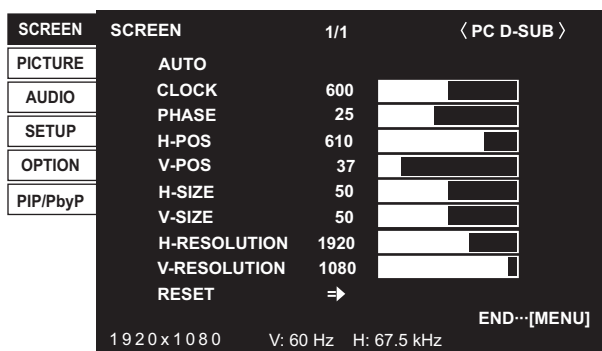 SCREEN
PICTURE
AUDIO
SETUP
OPTION
PIP/PbyP
SCREEN 1/1 〈 PC D-SUB 〉
AUTO
CLOCK 600
PHASE 25
H-POS 610
V-POS 37
H-SIZE 50
V-SIZE 50
H-RESOLUTION 1920
V-RESOLUTION 1080
RESET
END···[MENU]
1920x1080 V: 60 Hz H: 67.5 kHz